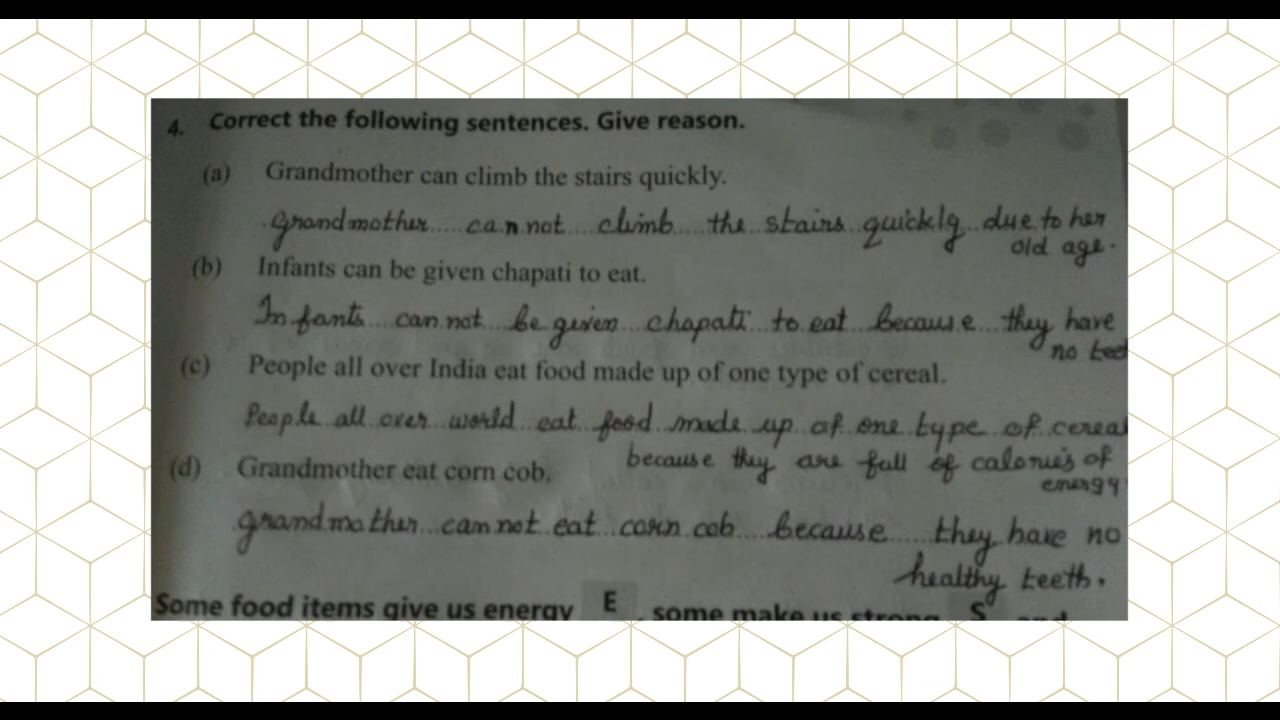 4. Correct the following sentences. Give reason.
(a) Grandmother can climb the stairs quickly.
grandmother can not climb the stairs quickly due to her
old age.
(b) Infants can be given chapati to eat.
Infants can not be given chapati to eat because they have
no teet
(c) People all over India eat food made up of one type of cereal.
People all over world eat food made up of one type of cereal
because they are full of calories of
energy
(d) Grandmother eat corn cob.
grandmother can not eat corn cob because they have no
healthy teeth.
Some food items give us energy E , some make us strong S and